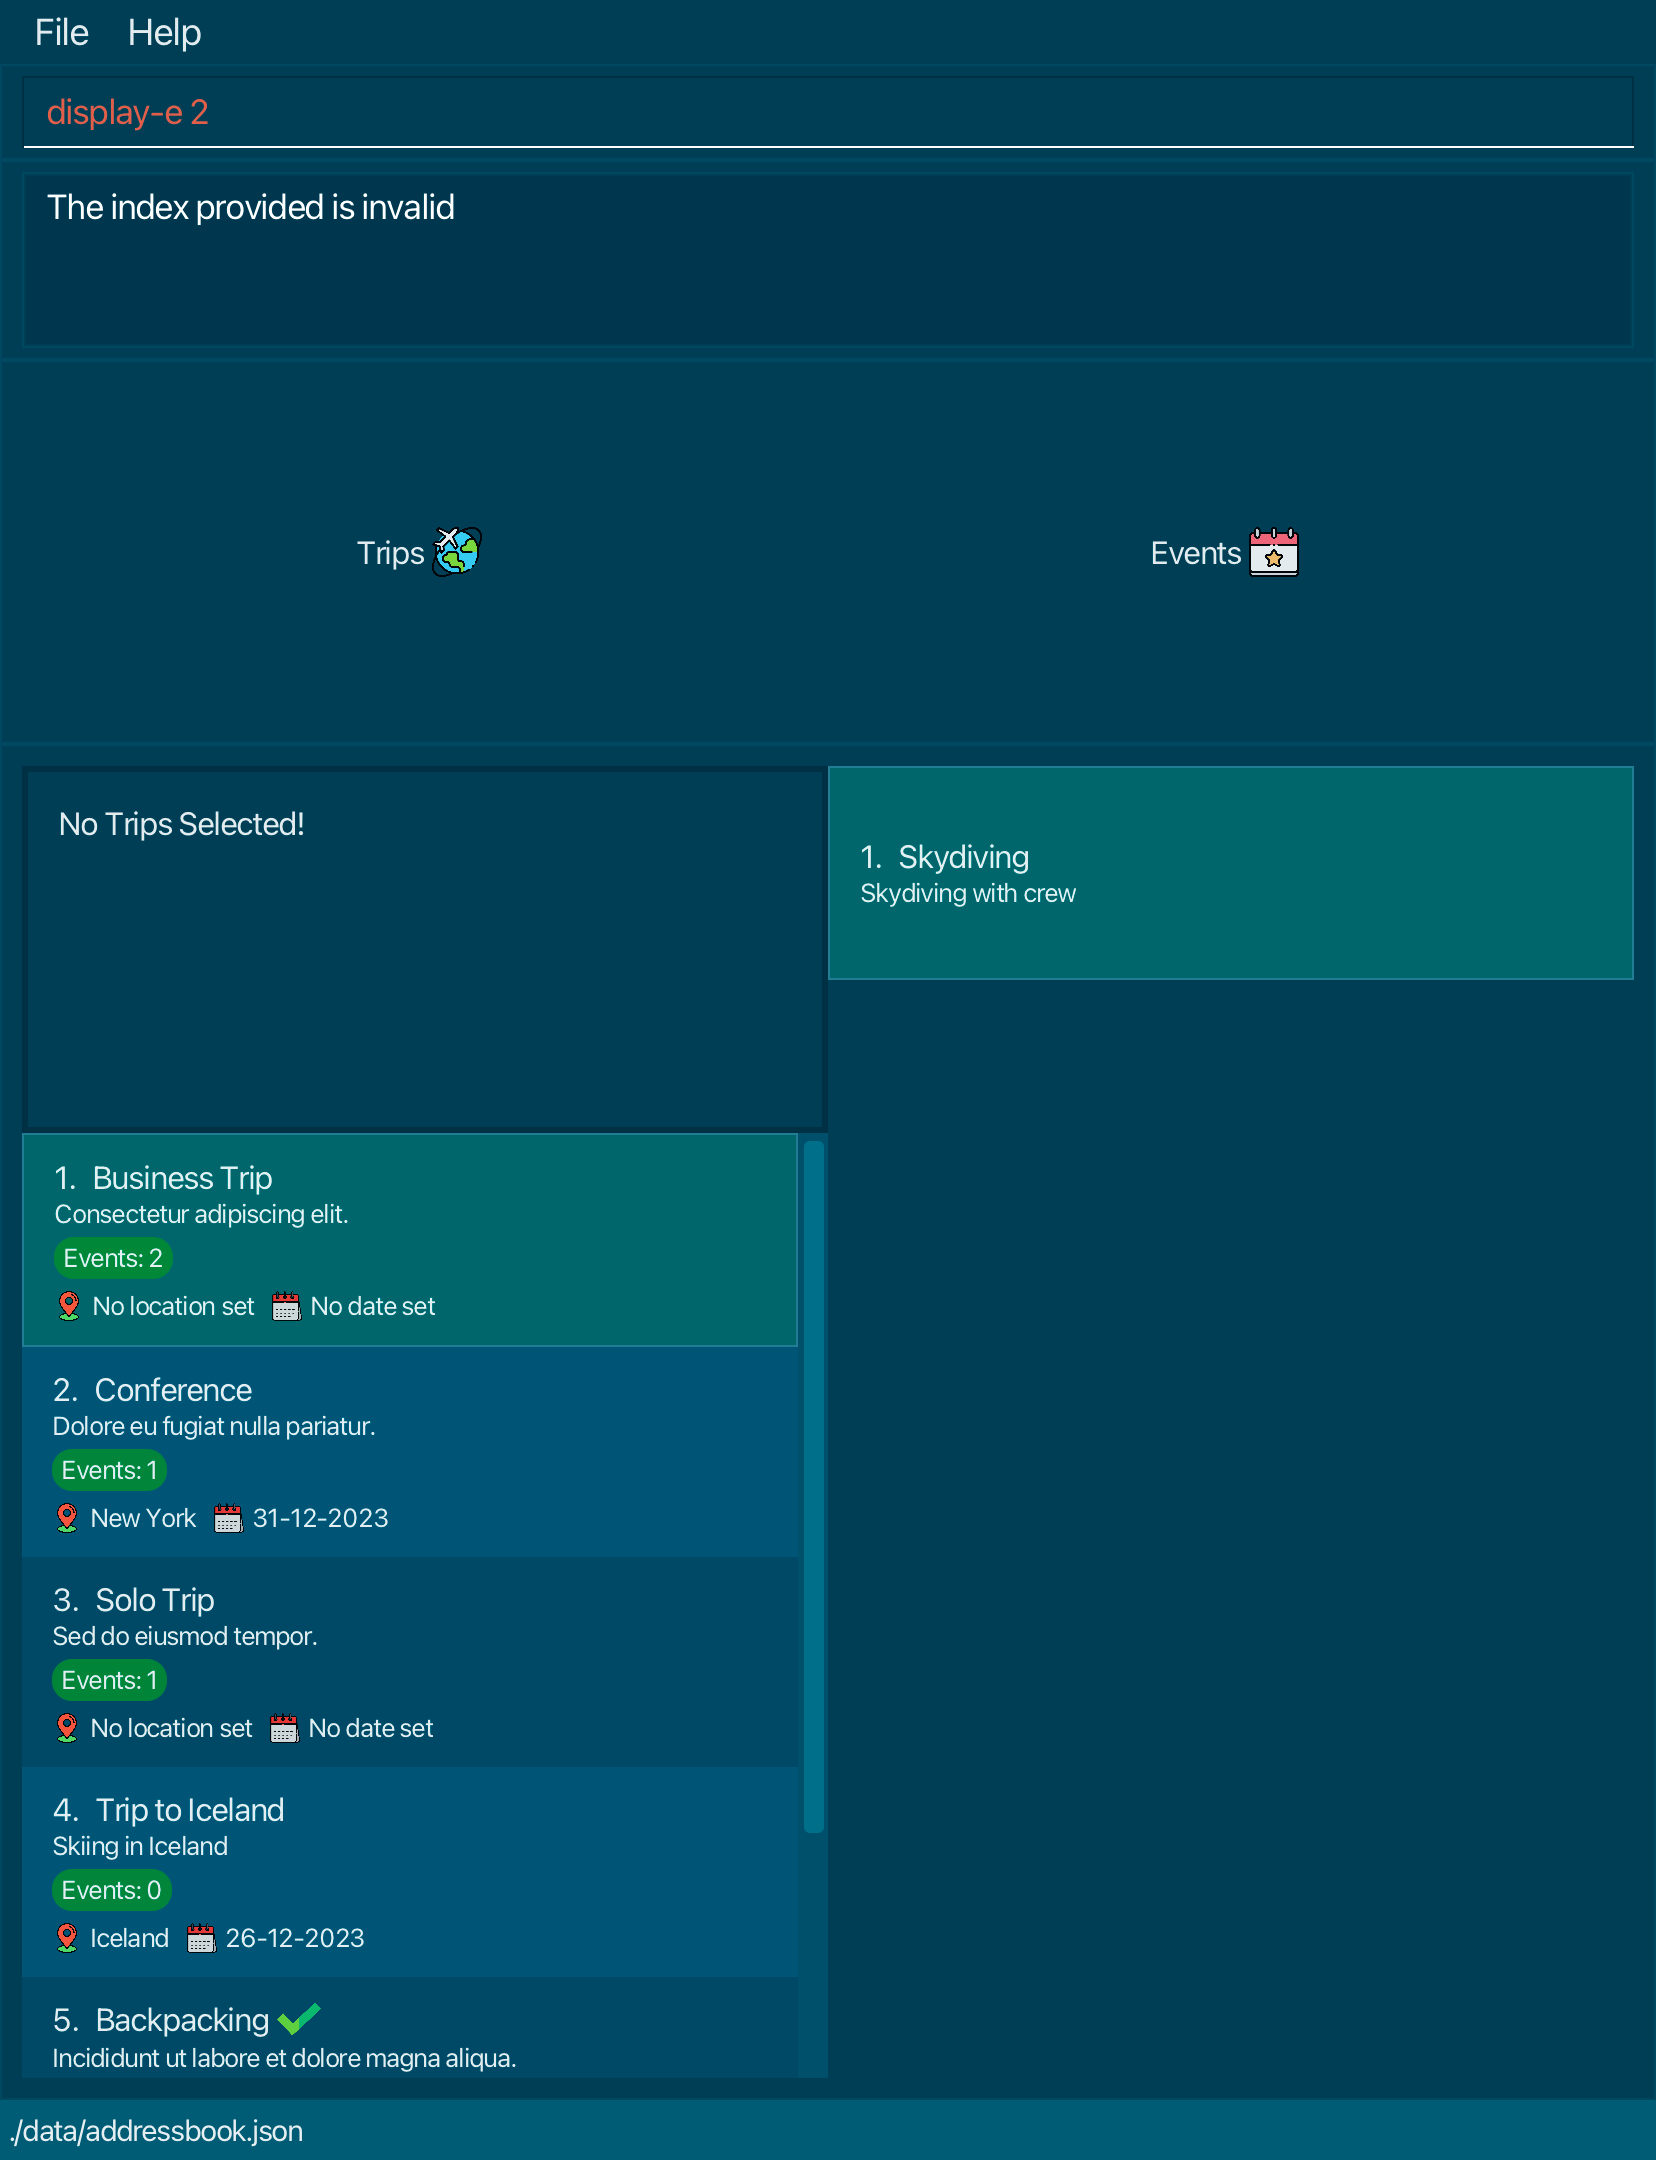 File Help
display-e 2
The index provided is invalid
Trips Events
No Trips Selected!
1. Business Trip
Consectetur adipiscing elit.
Events: 2
No location set No date set
2. Conference
Dolore eu fugiat nulla pariatur.
Events: 1
New York 31-12-2023
3. Solo Trip
Sed do eiusmod tempor.
Events: 1
No location set No date set
4. Trip to Iceland
Skiing in Iceland
Events: 0
Iceland 26-12-2023
5. Backpacking
Incididunt ut labore et dolore magna aliqua.
1. Skydiving
Skydiving with crew
./data/addressbook.json